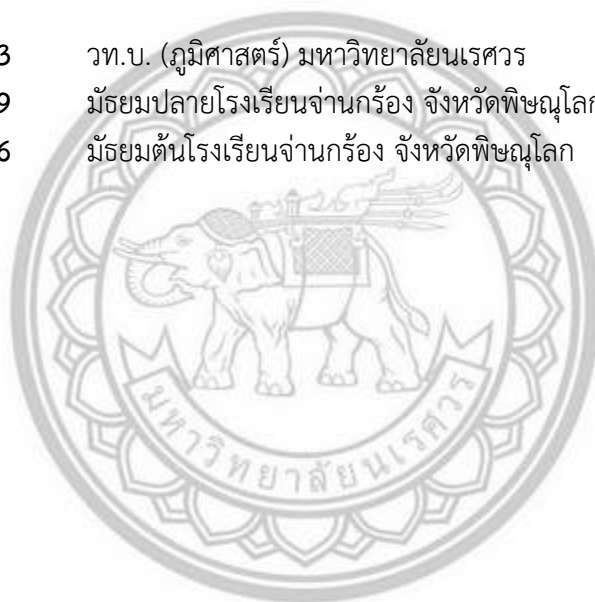 3 วท.บ. (ภูมิศาสตร์) มหาวิทยาลัยนเรศวร
9 มัธยมปลายโรงเรียนจ่านกร้อง จังหวัดพิษณุโลก
6 มัธยมต้นโรงเรียนจ่านกร้อง จังหวัดพิษณุโลก
มหาวิทยาลัยนเรศวร